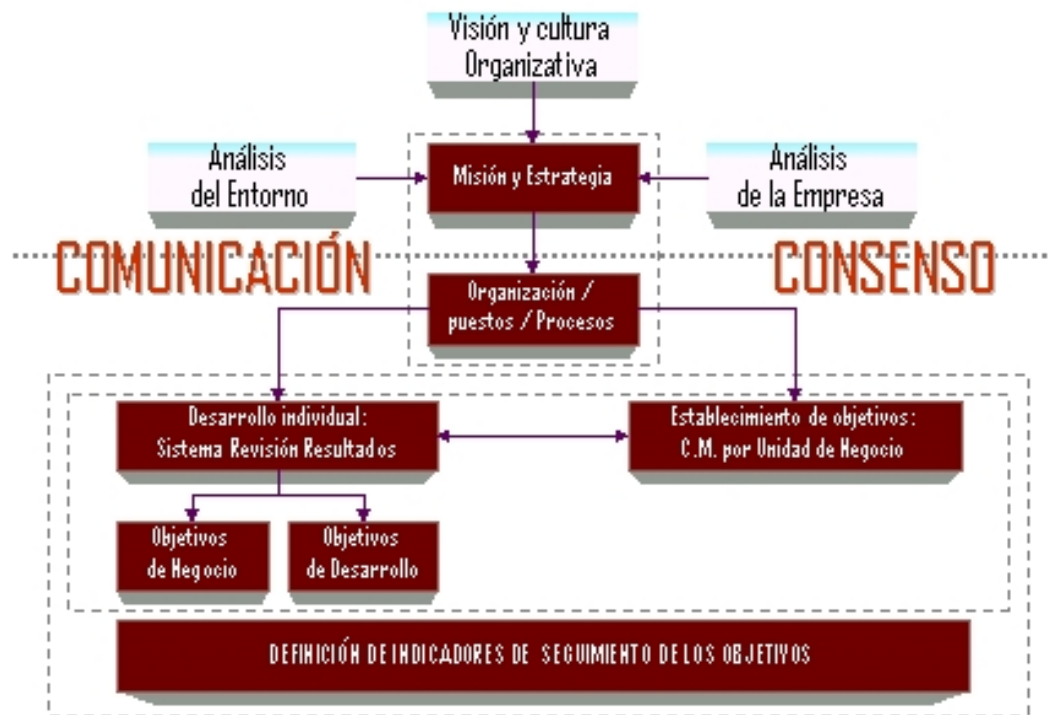 Visión y cultura
Organizativa
Análisis
del Entorno
Misión y Estrategia
Análisis
de la Empresa
COMUNICACIÓN
CONSENSO
Organización /
puestos / Procesos
Desarrollo individual:
Sistema Revisión Resultados
Establecimiento de objetivos:
C.M. por Unidad de Negocio
Objetivos
de Negocio
Objetivos
de Desarrollo
DEFINICIÓN DE INDICADORES DE SEGUIMIENTO DE LOS OBJETIVOS